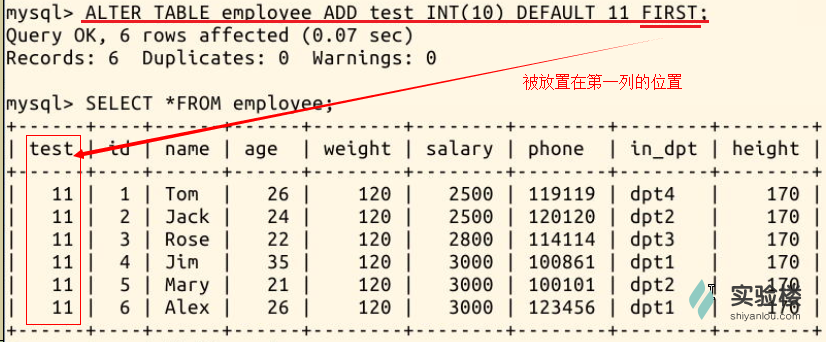 mysql> ALTER TABLE employee ADD test INT(10) DEFAULT 11 FIRST;
Query OK, 6 rows affected (0.07 sec)
Records: 6  Duplicates: 0  Warnings: 0
被放置在第一列的位置
mysql> SELECT *FROM employee;
+------+----+------+------+--------+--------+--------+--------+--------+
| test | id | name | age | weight | salary | phone | in_dpt | height |
+------+----+------+------+--------+--------+--------+--------+--------+
| 11 | 1 | Tom | 26 | 120 | 2500 | 119119 | dpt4 | 170 |
| 11 | 2 | Jack | 24 | 120 | 2500 | 120120 | dpt2 | 170 |
| 11 | 3 | Rose | 22 | 120 | 2800 | 114114 | dpt3 | 170 |
| 11 | 4 | Jim | 35 | 120 | 3000 | 100861 | dpt1 | 170 |
| 11 | 5 | Mary | 21 | 120 | 3000 | 100101 | dpt2 | 170 |
| 11 | 6 | Alex | 26 | 120 | 3000 | 123456 | dpt1 | 170 |
+------+----+------+------+--------+--------+--------+--------+--------+
实验楼
shiyanlou.com